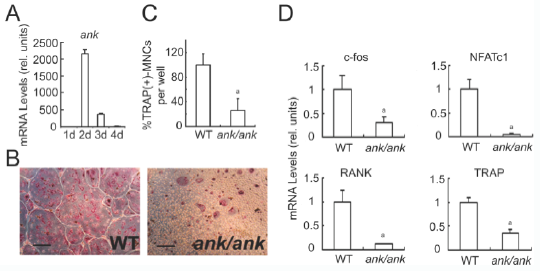 A
ank
mRNA Levels (rel. units)
2500
2000
1500
1000
500
0
1d 2d 3d 4d
C
%TRAP(+)-MNCs
per well
120
80
40
0
a
WT ank/ank
B
WT
ank/ank
D
mRNA Levels (rel. units)
c-fos
1.5
1
0.5
0
a
WT ank/ank
NFATc1
1.5
1
0.5
0
a
WT ank/ank
RANK
1.5
1
0.5
0
a
WT ank/ank
TRAP
1.5
1
0.5
0
a
WT ank/ank